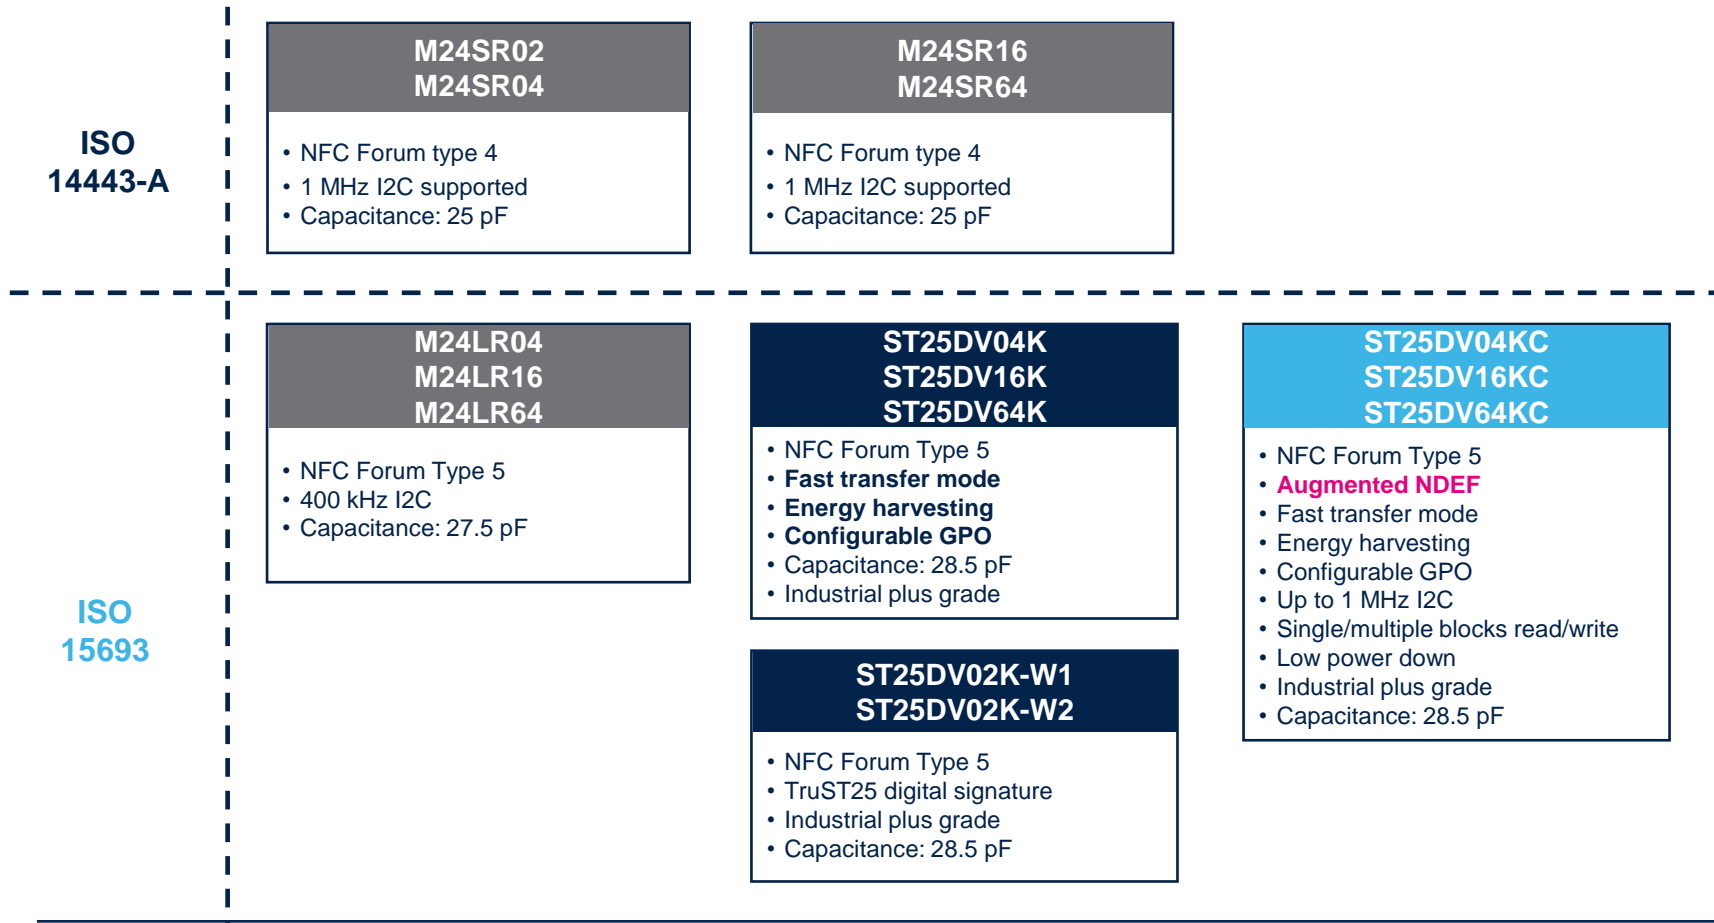 ISO
14443-A
M24SR02
M24SR04
• NFC Forum type 4
• 1 MHz I2C supported
• Capacitance: 25 pF
M24SR16
M24SR64
• NFC Forum type 4
• 1 MHz I2C supported
• Capacitance: 25 pF
ISO
15693
M24LR04
M24LR16
M24LR64
• NFC Forum Type 5
• 400 kHz I2C
• Capacitance: 27.5 pF
ST25DV04K
ST25DV16K
ST25DV64K
• NFC Forum Type 5
• Fast transfer mode
• Energy harvesting
• Configurable GPO
• Capacitance: 28.5 pF
• Industrial plus grade
ST25DV02K-W1
ST25DV02K-W2
• NFC Forum Type 5
• TruST25 digital signature
• Industrial plus grade
• Capacitance: 28.5 pF
ST25DV04KC
ST25DV16KC
ST25DV64KC
• NFC Forum Type 5
• Augmented NDEF
• Fast transfer mode
• Energy harvesting
• Configurable GPO
• Up to 1 MHz I2C
• Single/multiple blocks read/write
• Low power down
• Industrial plus grade
• Capacitance: 28.5 pF